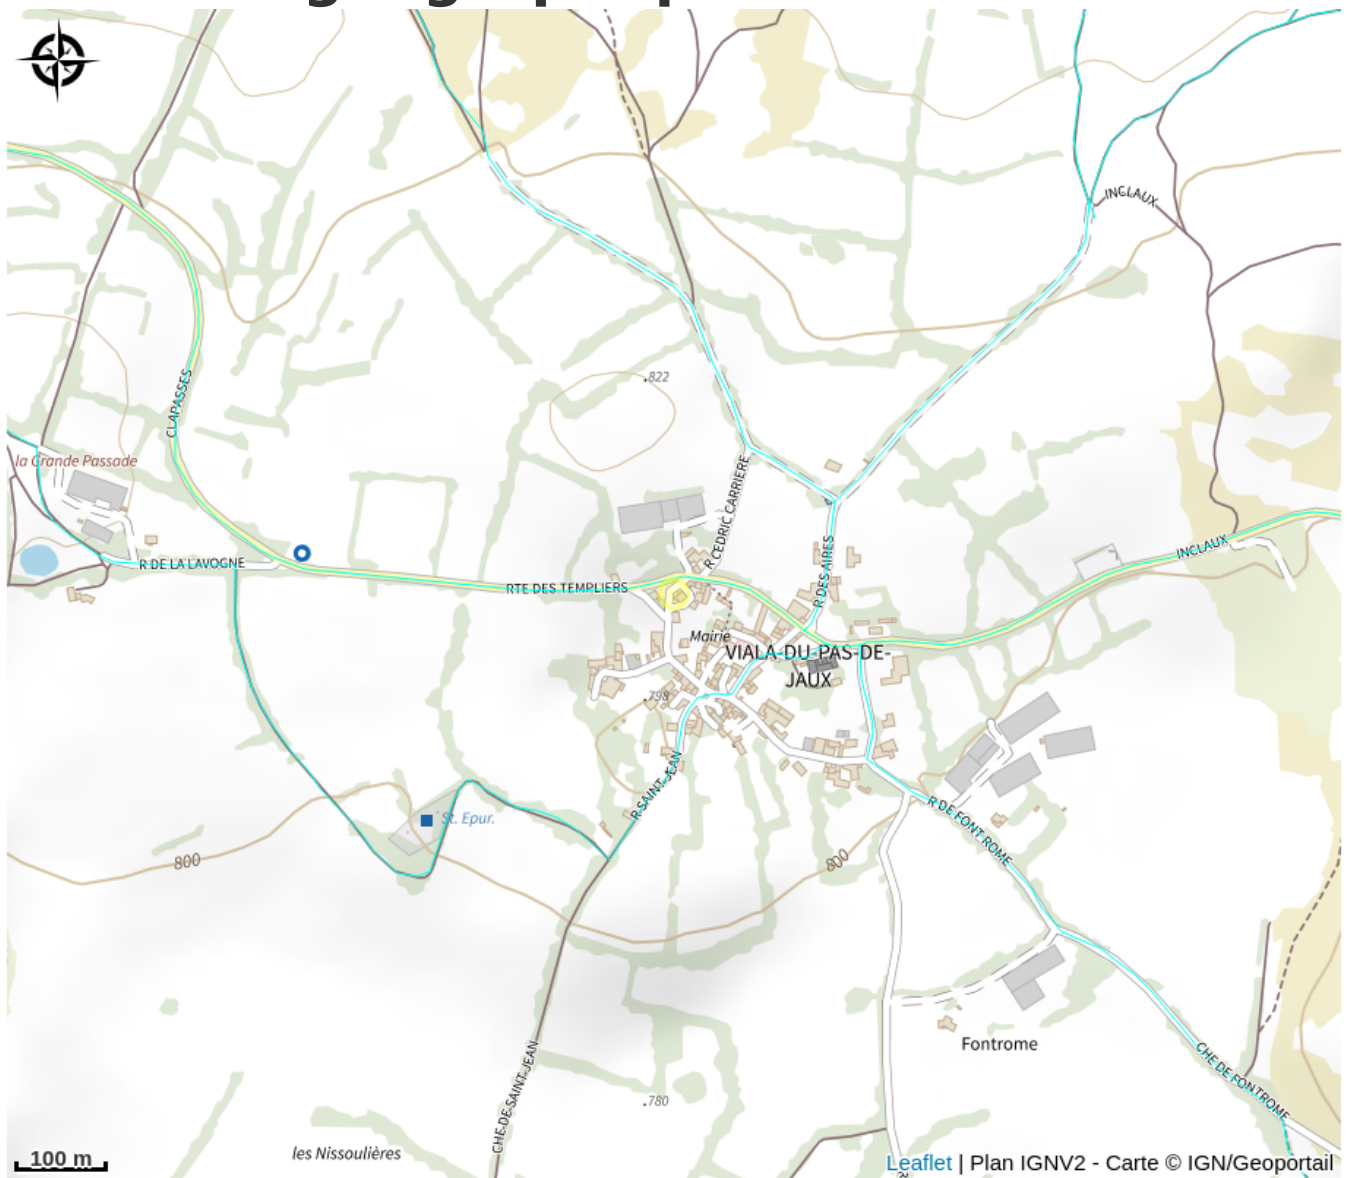 INCLAUX
822
CLAPASSES
la Grande Passade
R CEDRIC CARRIERE
R DES AIRES
INCLAUX
R DE LA LAVOGNE
RTE DES TEMPLIERS
Mairie
VIALA-DU-PAS-DE-
JAUX
798
R SAINT-JEAN
St. Epur.
R DE FONT ROME
800
800
Fontrome
CHE DE SAINT-JEAN
CHE DE FONTROME
780
les Nissoulières
100 m
Leaflet | Plan IGNV2 - Carte © IGN/Geoportail